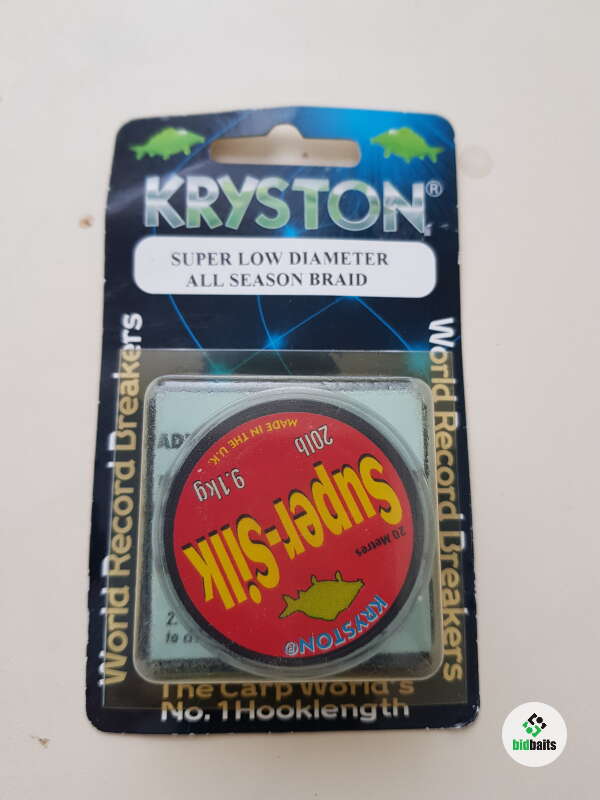 KRYSTON®
SUPER LOW DIAMETER
ALL SEASON BRAID
World Record Breakers
World Record Breakers
KRYSTON®
20 Metres
Super-Silk
20lb
9.1kg
MADE IN THE U.K.
2.
The Carp World's
No. 1 Hooklength
bidbaits